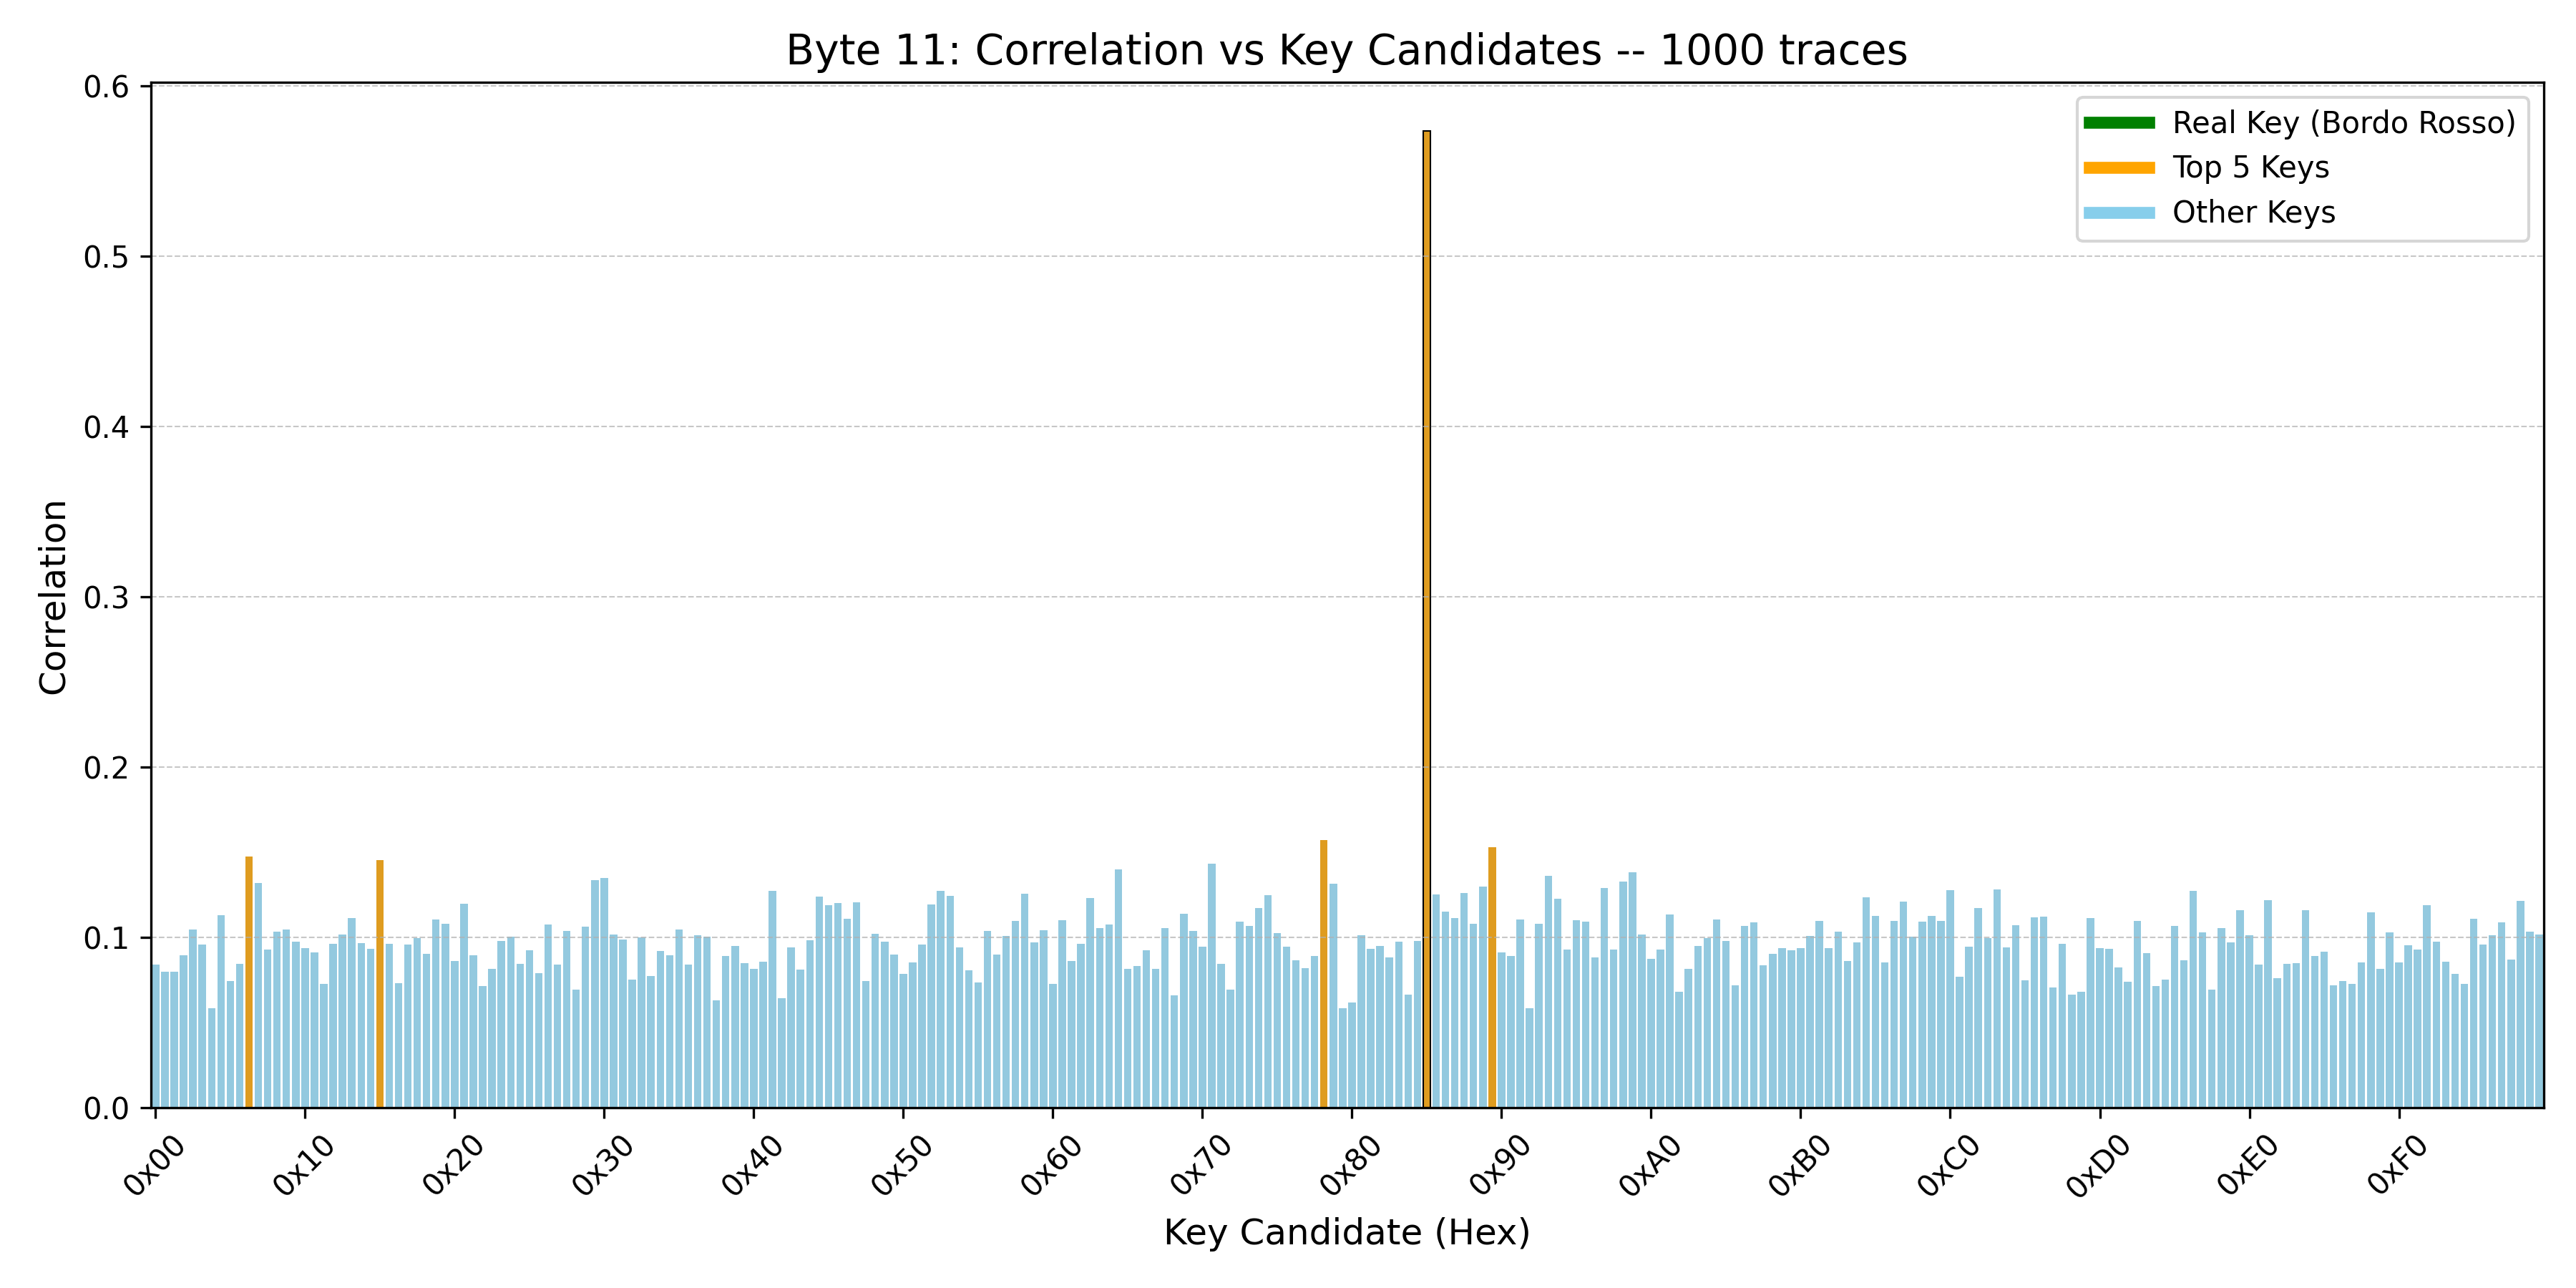 Byte 11: Correlation vs Key Candidates -- 1000 traces
Real Key (Bordo Rosso)
Top 5 Keys
Other Keys
Correlation
0.6
0.5
0.4
0.3
0.2
0.1
0.0
0x00 0x10 0x20 0x30 0x40 0x50 0x60 0x70 0x80 0x90 0xA0 0xB0 0xC0 0xD0 0xE0 0xF0
Key Candidate (Hex)